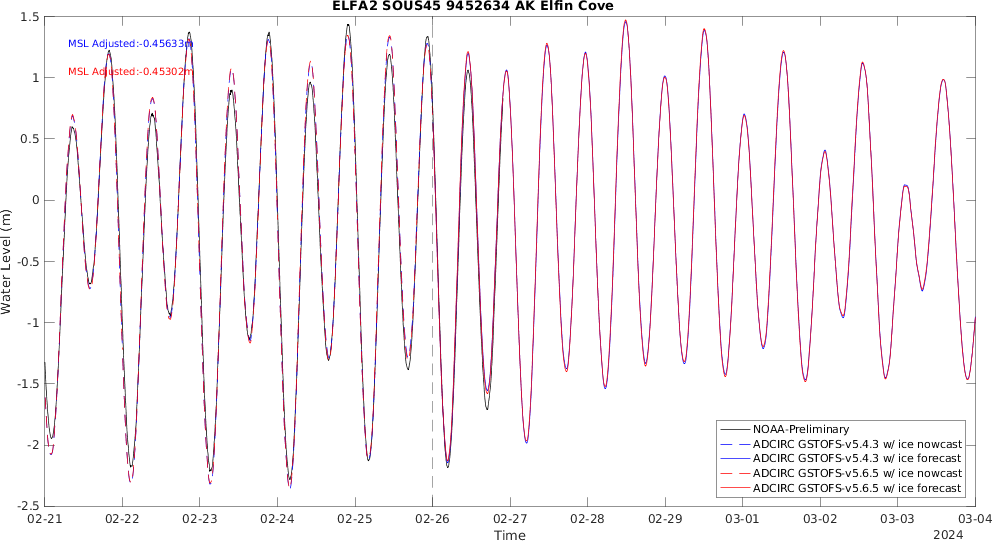 ELFA2 SOUS45 9452634 AK Elfin Cove
MSL Adjusted:-0.45633m
MSL Adjusted:-0.45302m
Water Level (m)
1.5
1
0.5
0
-0.5
-1
-1.5
-2
-2.5
NOAA-Preliminary
ADCIRC GSTOFS-v5.4.3 w/ ice nowcast
ADCIRC GSTOFS-v5.4.3 w/ ice forecast
ADCIRC GSTOFS-v5.6.5 w/ ice nowcast
ADCIRC GSTOFS-v5.6.5 w/ ice forecast
02-21 02-22 02-23 02-24 02-25 02-26 02-27 02-28 02-29 03-01 03-02 03-03 03-04
Time
2024